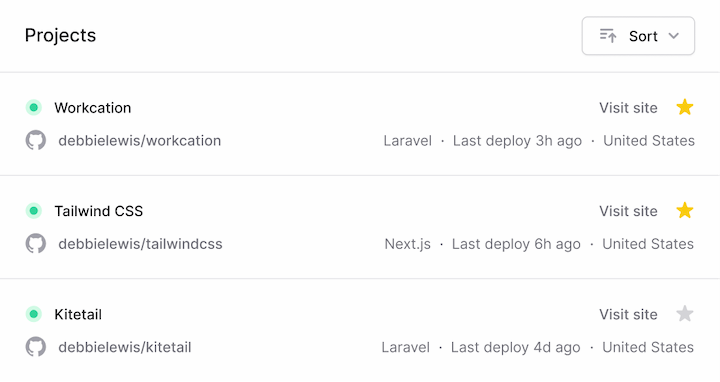 Projects
Sort
Workcation
Visit site
debbielewis/workcation
Laravel · Last deploy 3h ago · United States
Tailwind CSS
Visit site
debbielewis/tailwindcss
Next.js · Last deploy 6h ago · United States
Kitetail
Visit site
debbielewis/kitetail
Laravel · Last deploy 4d ago · United States